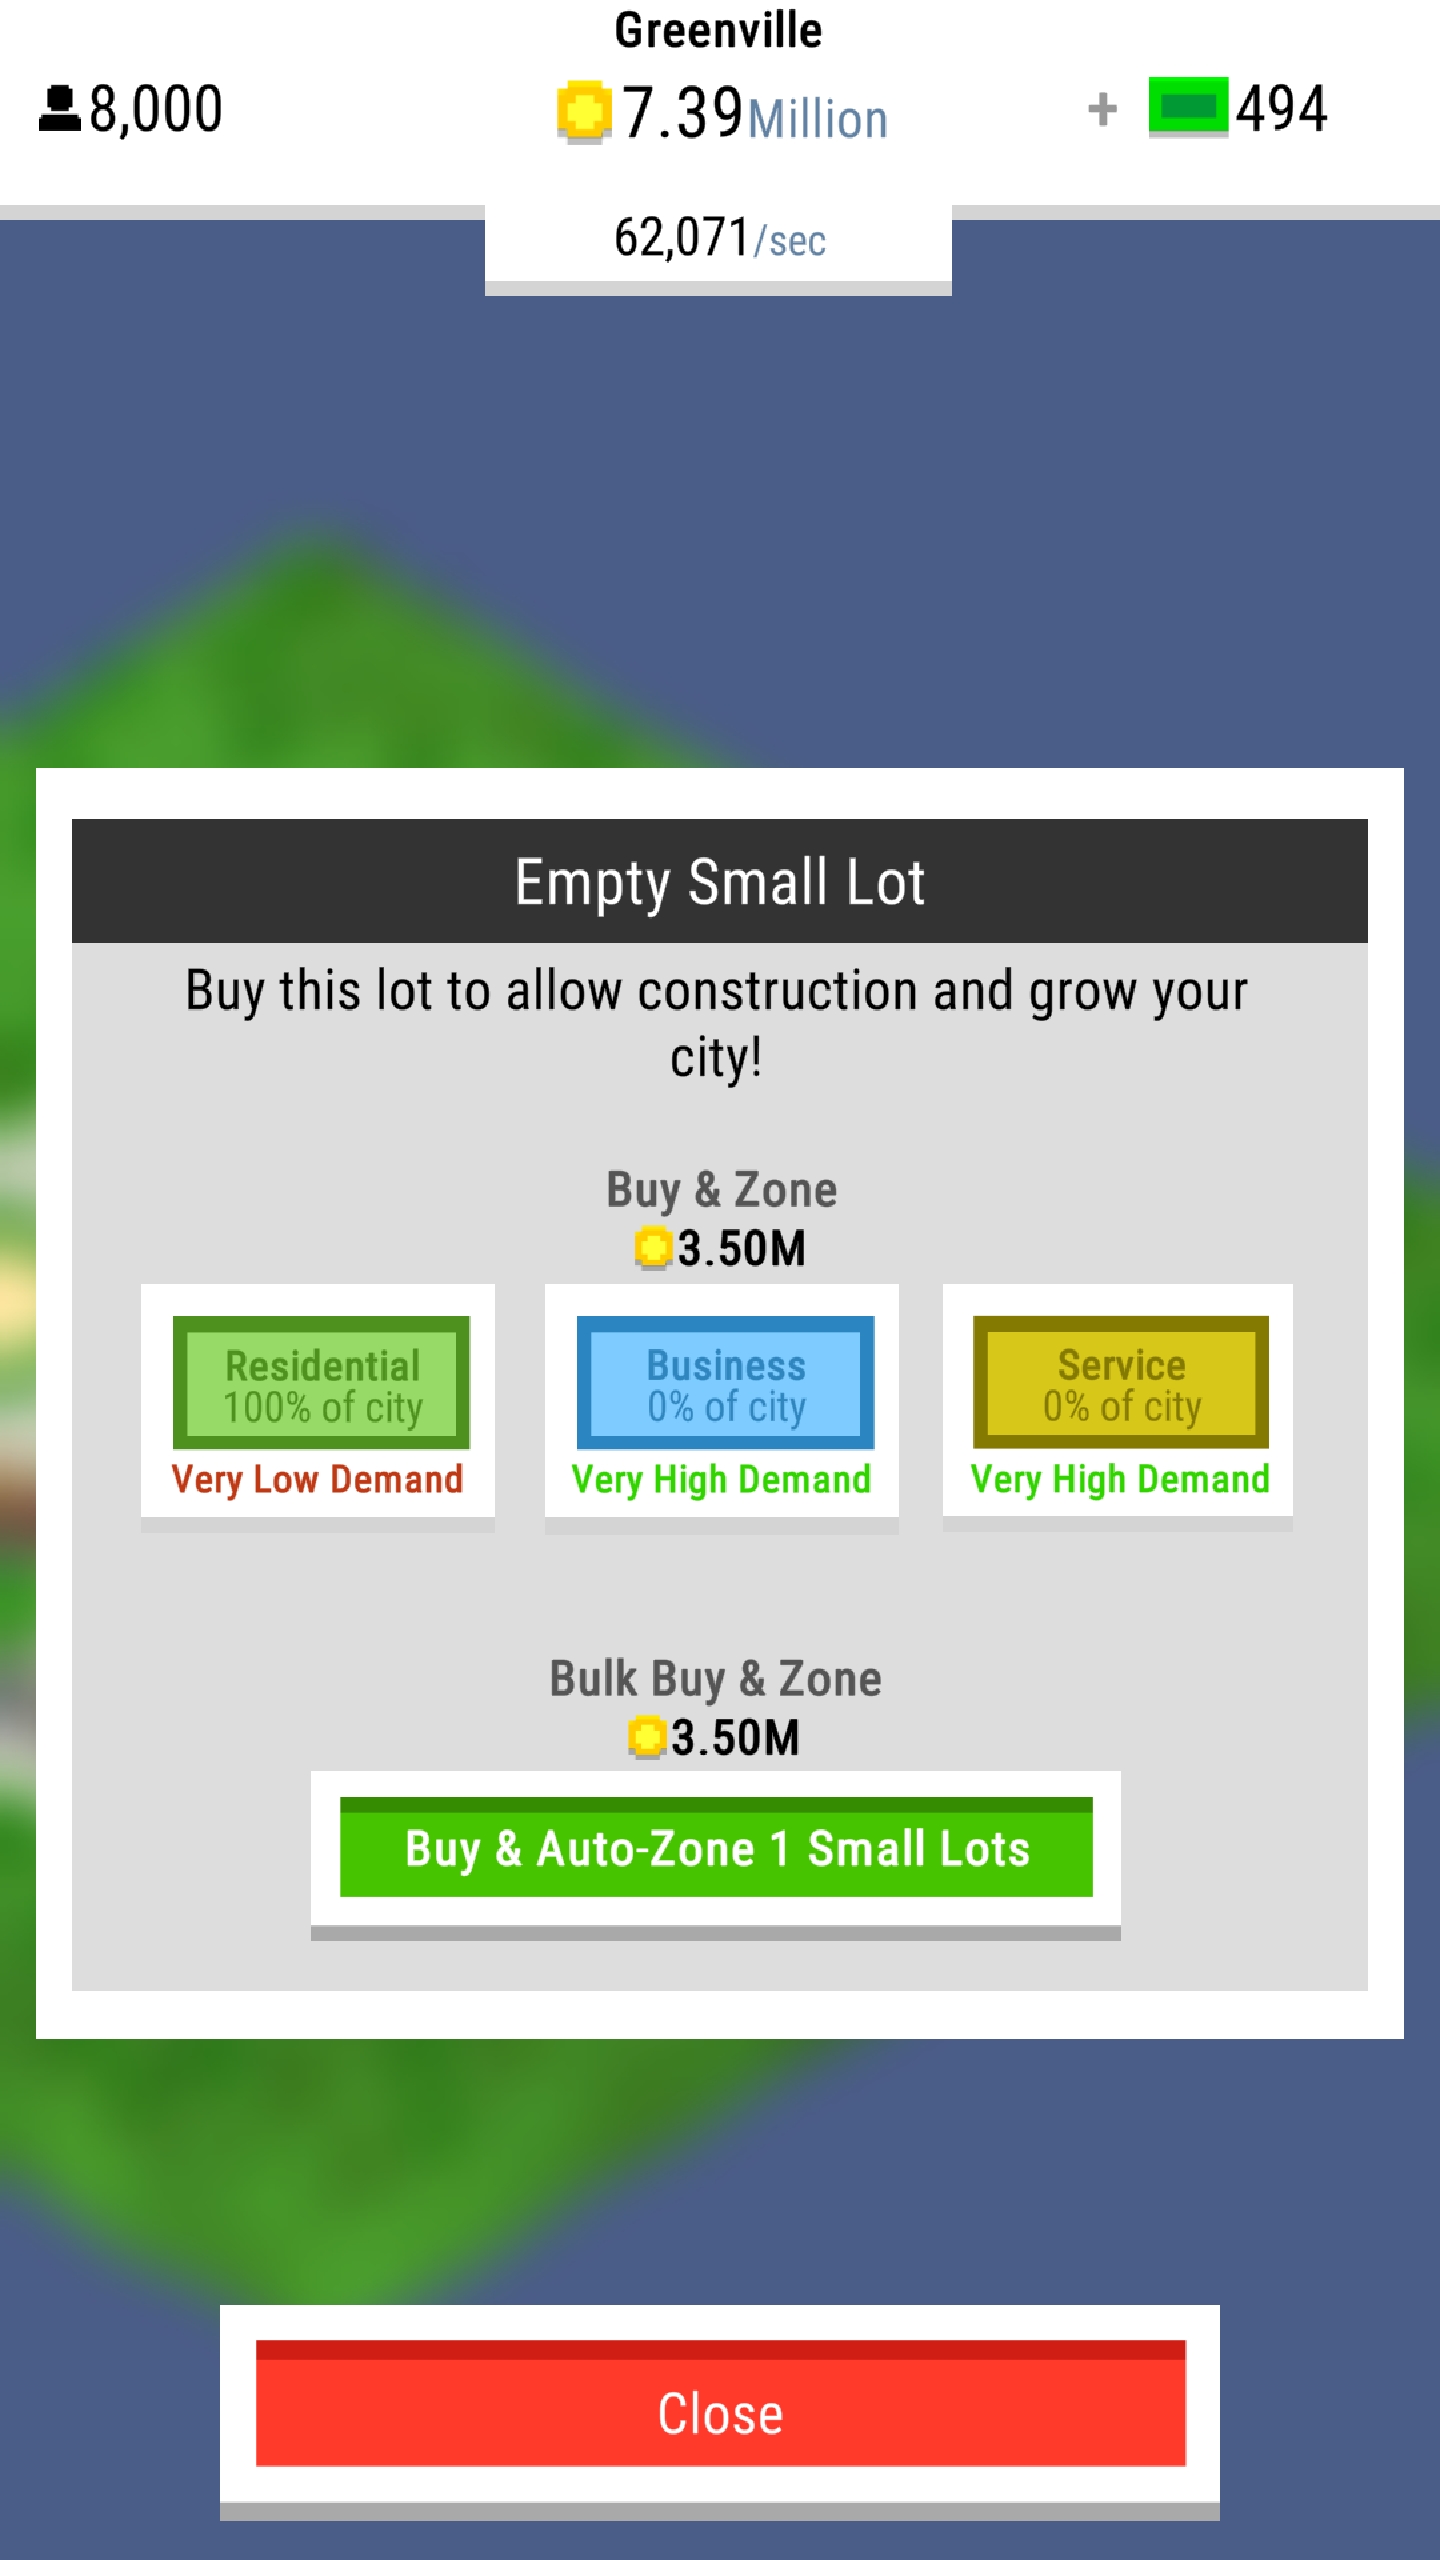 Greenville
8,000
7.39Million
+ 494
62,071/sec
Empty Small Lot
Buy this lot to allow construction and grow your
city!
Buy & Zone
3.50M
Residential
100% of city
Very Low Demand
Business
0% of city
Very High Demand
Service
0% of city
Very High Demand
Bulk Buy & Zone
3.50M
Buy & Auto-Zone 1 Small Lots
Close